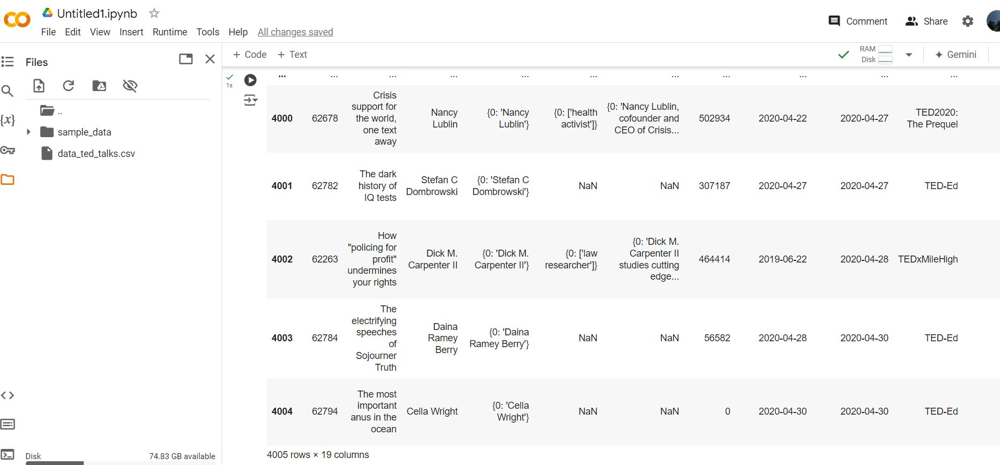 Untitled1.ipynb
File Edit View Insert Runtime Tools Help All changes saved
Comment Share
Files
+ Code + Text
RAM
Disk
Gemini
1s
{x}
..
sample_data
data_ted_talks.csv
Disk 74.83 GB available
... ... ... ... ... ... ... ... ... ... ...
Crisis
support for
the world,
one text
away
4000 62678
Nancy
Lublin
{0: 'Nancy
Lublin'}
{0: ['health
activist']}
{0: 'Nancy Lublin,
cofounder and
CEO of Crisis...
502934 2020-04-22 2020-04-27
TED2020:
The Prequel
4001 62782
The dark
history of
IQ tests
Stefan C
Dombrowski
{0: 'Stefan C
Dombrowski'}
NaN NaN 307187 2020-04-27 2020-04-27 TED-Ed
4002 62263
How
"policing for
profit"
undermines
your rights
Dick M.
Carpenter II
{0: 'Dick M.
Carpenter II'}
{0: ['law
researcher']}
{0: 'Dick M.
Carpenter II
studies cutting
edge...
464414 2019-06-22 2020-04-28 TEDxMileHigh
4003 62784
The
electrifying
speeches
of
Sojourner
Truth
Daina
Ramey
Berry
{0: 'Daina
Ramey Berry'}
NaN NaN 56582 2020-04-28 2020-04-30 TED-Ed
4004 62794
The most
important
anus in the
ocean
Cella Wright
{0: 'Cella
Wright'}
NaN NaN 0 2020-04-30 2020-04-30 TED-Ed
4005 rows × 19 columns